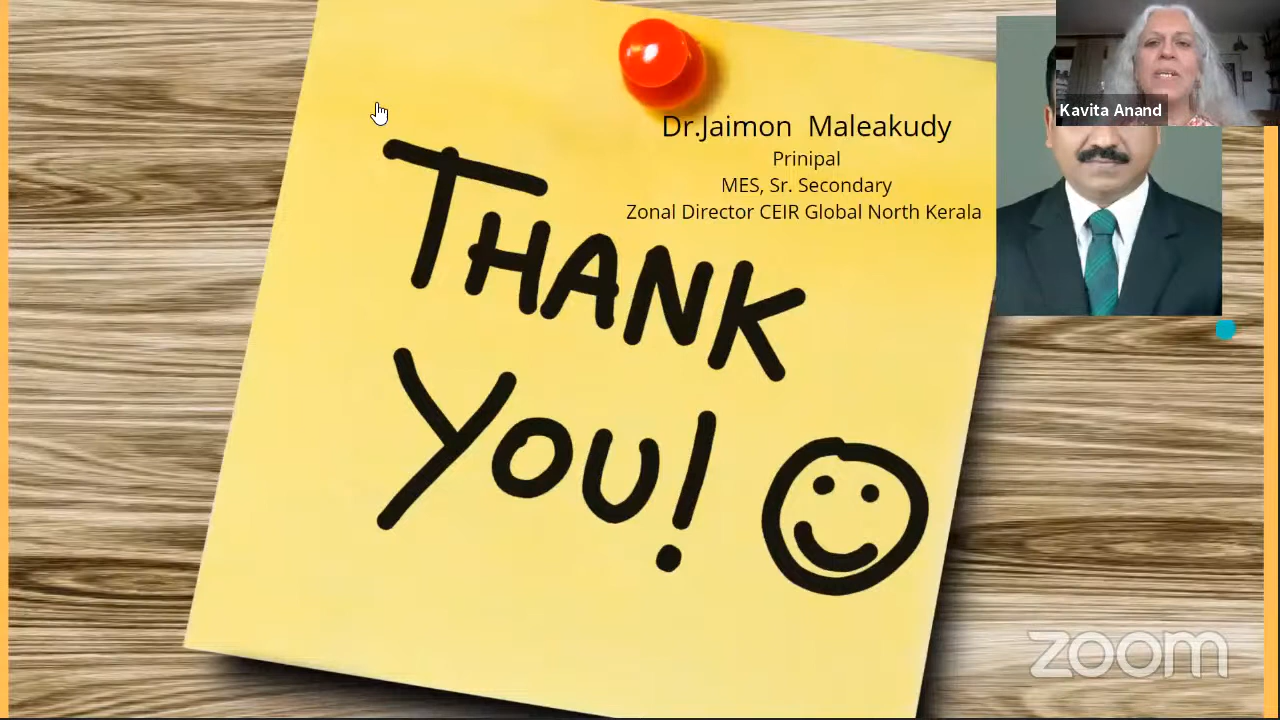 Kavita Anand
Dr.Jaimon Maleakudy
Prinipal
MES, Sr. Secondary
Zonal Director CEIR Global North Kerala
THANK
YOU!
zoom